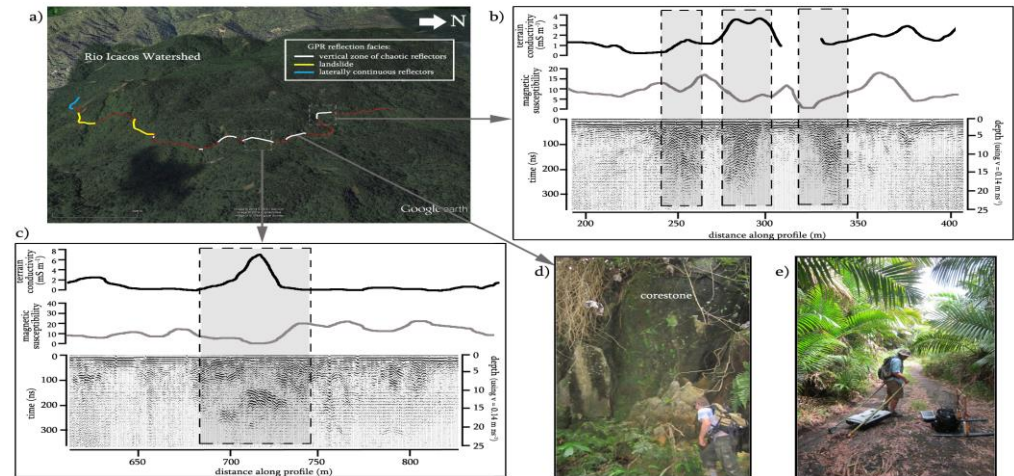 a)
N
Rio Icacos Watershed
GPR reflection facies:
vertical zone of chaotic reflectors
landslide
laterally continuous reflectors
Google earth
b)
terrain
conductivity
(mS m⁻¹)
4
3
2
1
0
magnetic
susceptibility
20
15
10
5
0
time (ns)
0
100
200
300
0
5
10
15
20
25
depth (using v = 0.14 m ns⁻¹)
200
250
300
350
400
distance along profile (m)
c)
terrain
conductivity
(mS m⁻¹)
8
6
4
2
0
magnetic
susceptibility
40
30
20
10
0
time (ns)
0
100
200
300
0
5
10
15
20
25
depth (using v = 0.14 m ns⁻¹)
650
700
750
800
distance along profile (m)
d)
corestone
e)